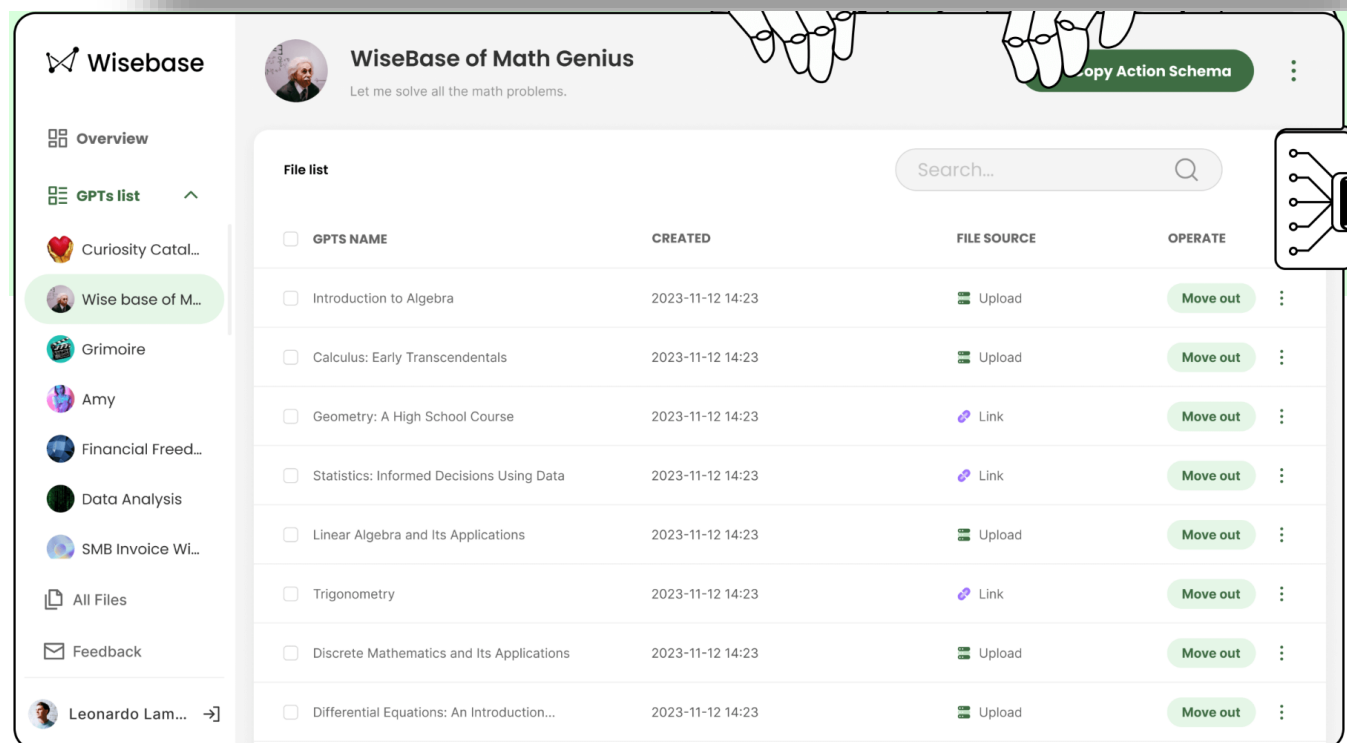 Wisebase
Overview
GPTs list
Curiosity Catal...
Wise base of M...
Grimoire
Amy
Financial Freed...
Data Analysis
SMB Invoice Wi...
All Files
Feedback
Leonardo Lam...
WiseBase of Math Genius
Let me solve all the math problems.
Action Schema
File list
Search...
GPTS NAME CREATED FILE SOURCE OPERATE
Introduction to Algebra 2023-11-12 14:23 Upload Move out
Calculus: Early Transcendentals 2023-11-12 14:23 Upload Move out
Geometry: A High School Course 2023-11-12 14:23 Link Move out
Statistics: Informed Decisions Using Data 2023-11-12 14:23 Link Move out
Linear Algebra and Its Applications 2023-11-12 14:23 Upload Move out
Trigonometry 2023-11-12 14:23 Link Move out
Discrete Mathematics and Its Applications 2023-11-12 14:23 Upload Move out
Differential Equations: An Introduction... 2023-11-12 14:23 Upload Move out